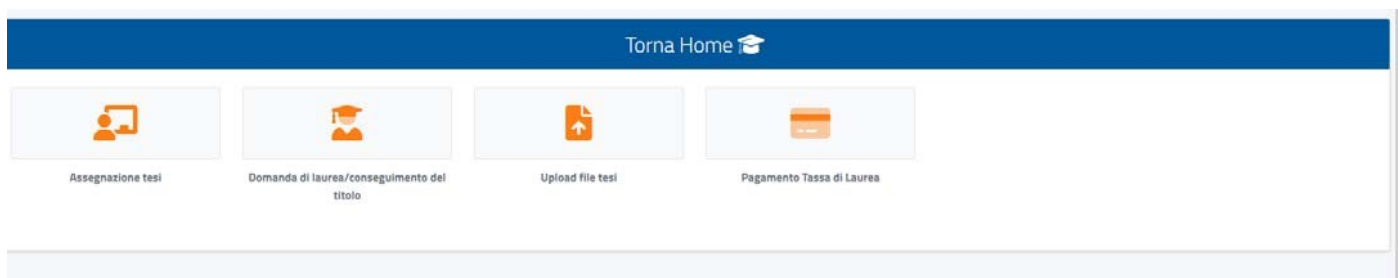 Torna Home
Assegnazione tesi
Domanda di laurea/conseguimento del
titolo
Upload file tesi
Pagamento Tassa di Laurea